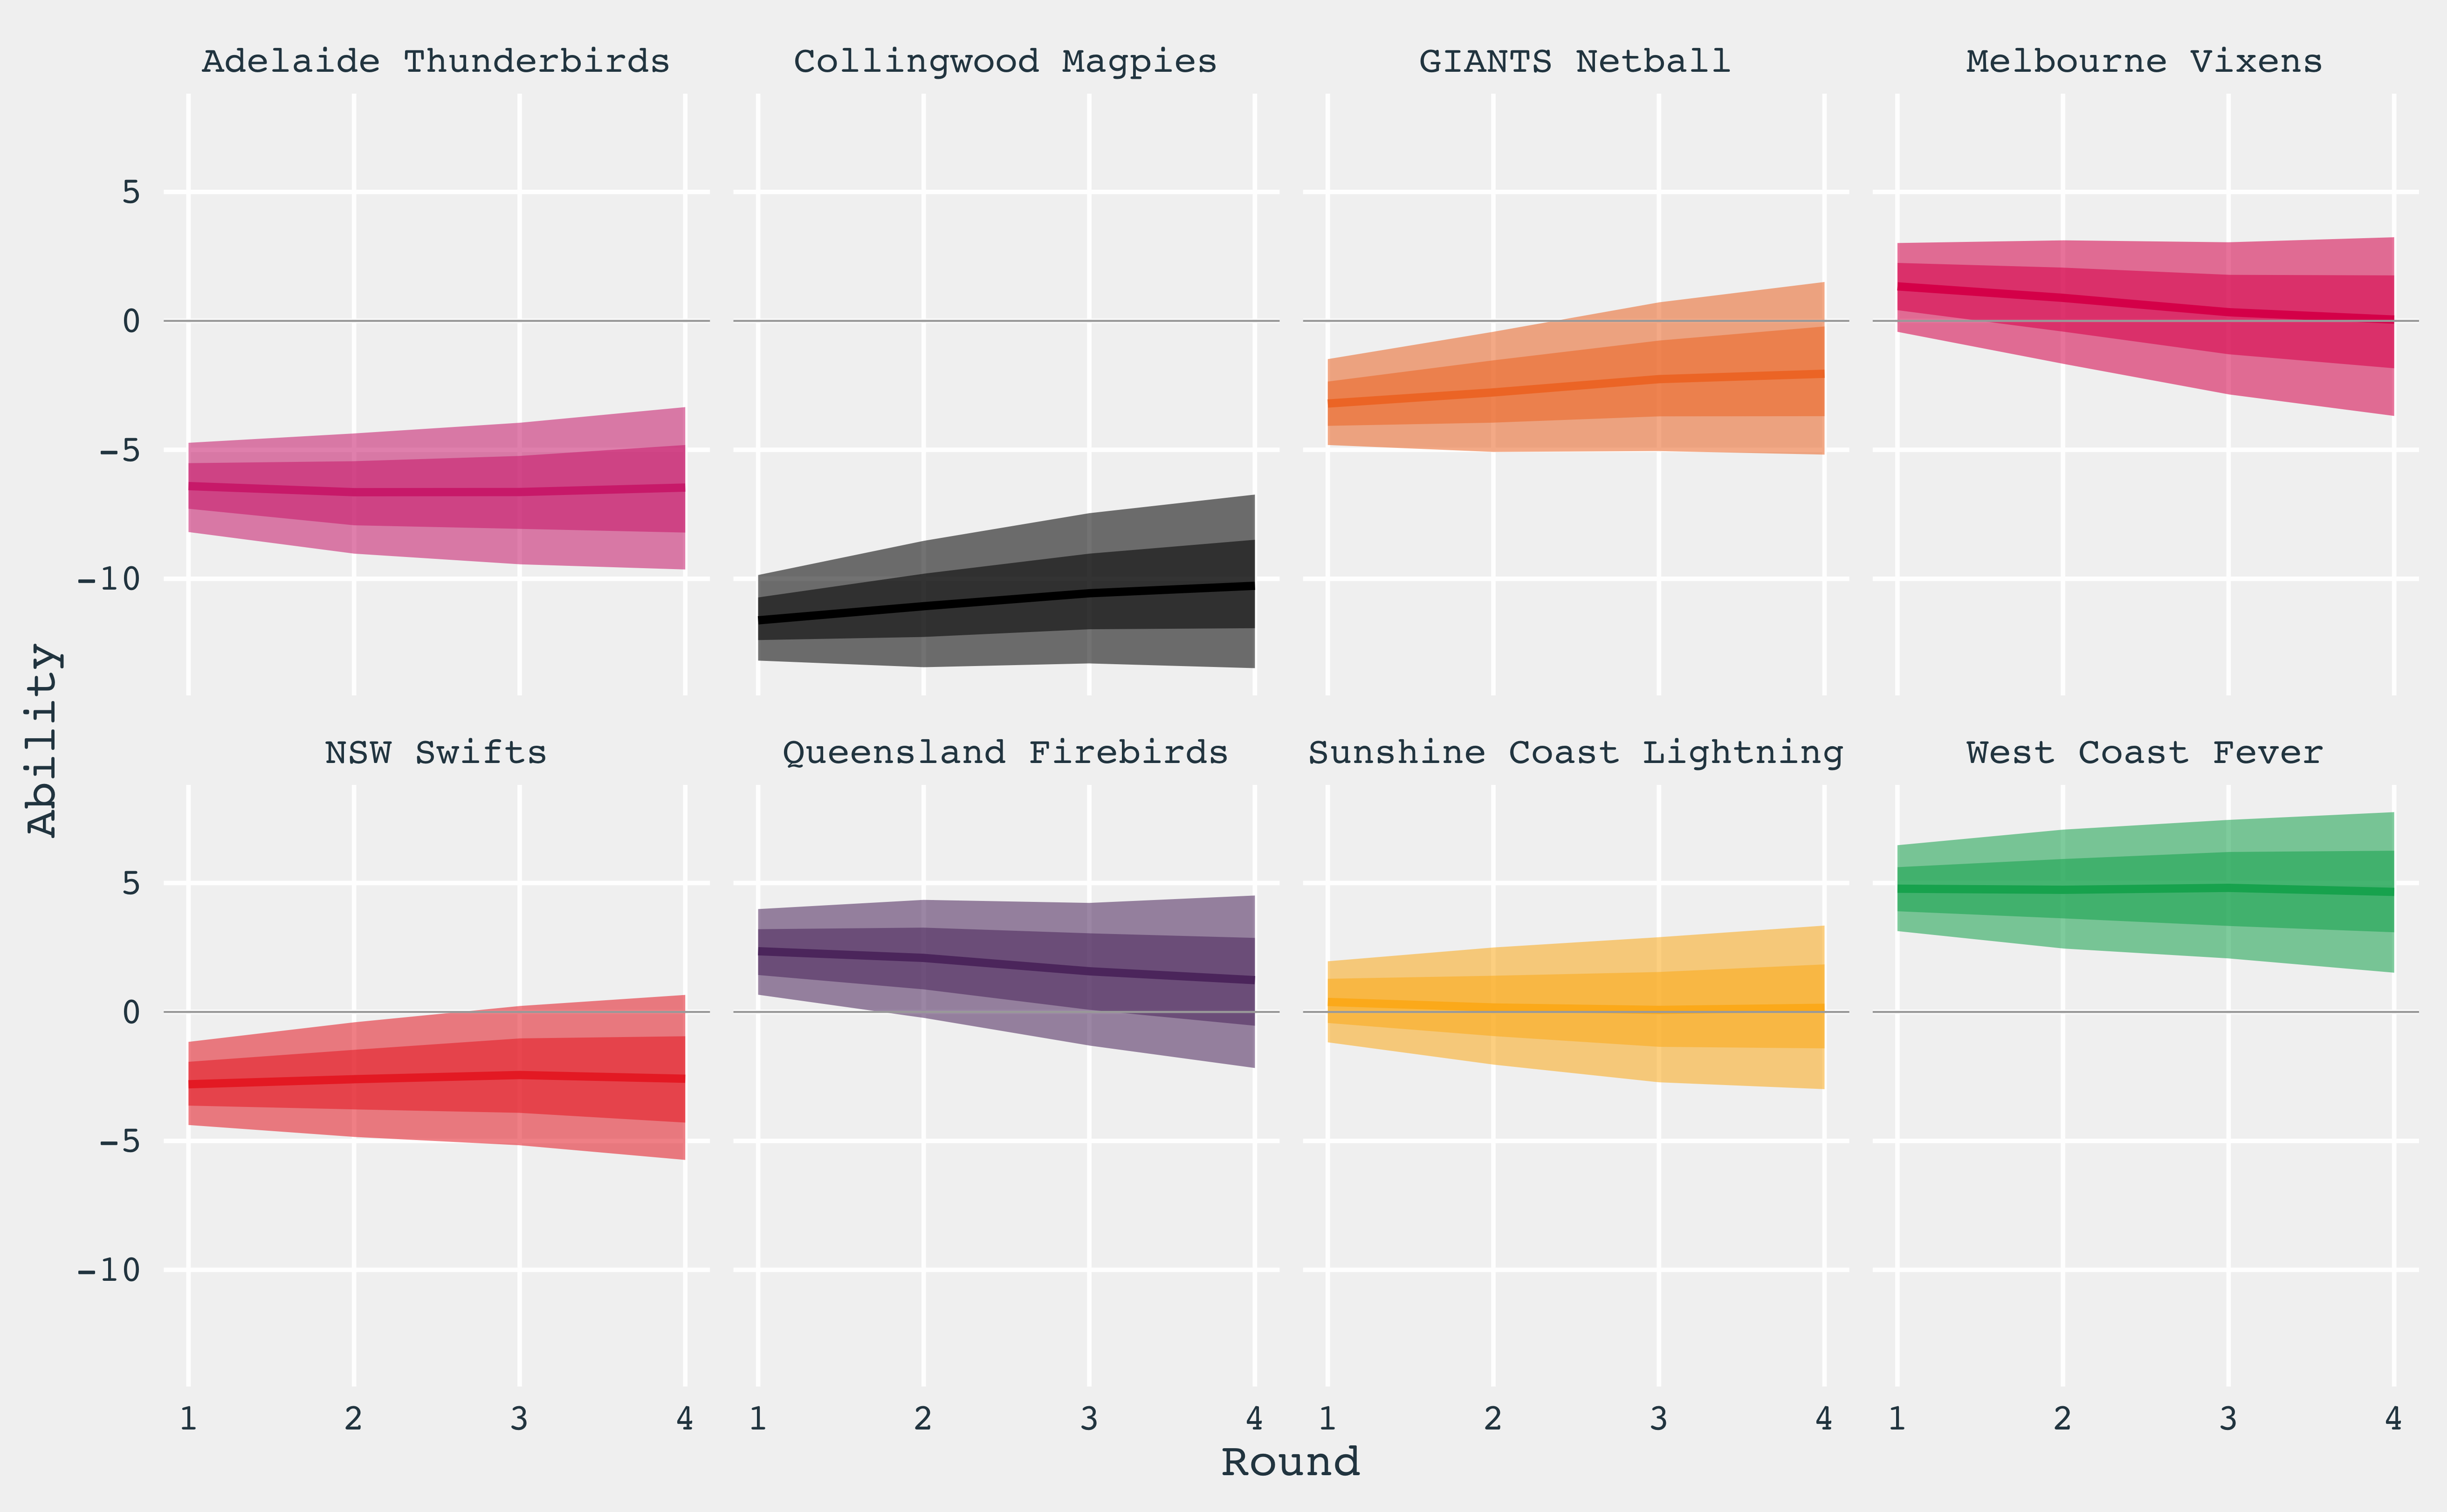 Adelaide Thunderbirds
Collingwood Magpies
GIANTS Netball
Melbourne Vixens
5
0
-5
-10
Ability
NSW Swifts
Queensland Firebirds
Sunshine Coast Lightning
West Coast Fever
5
0
-5
-10
1 2 3 4
1 2 3 4
1 2 3 4
1 2 3 4
Round